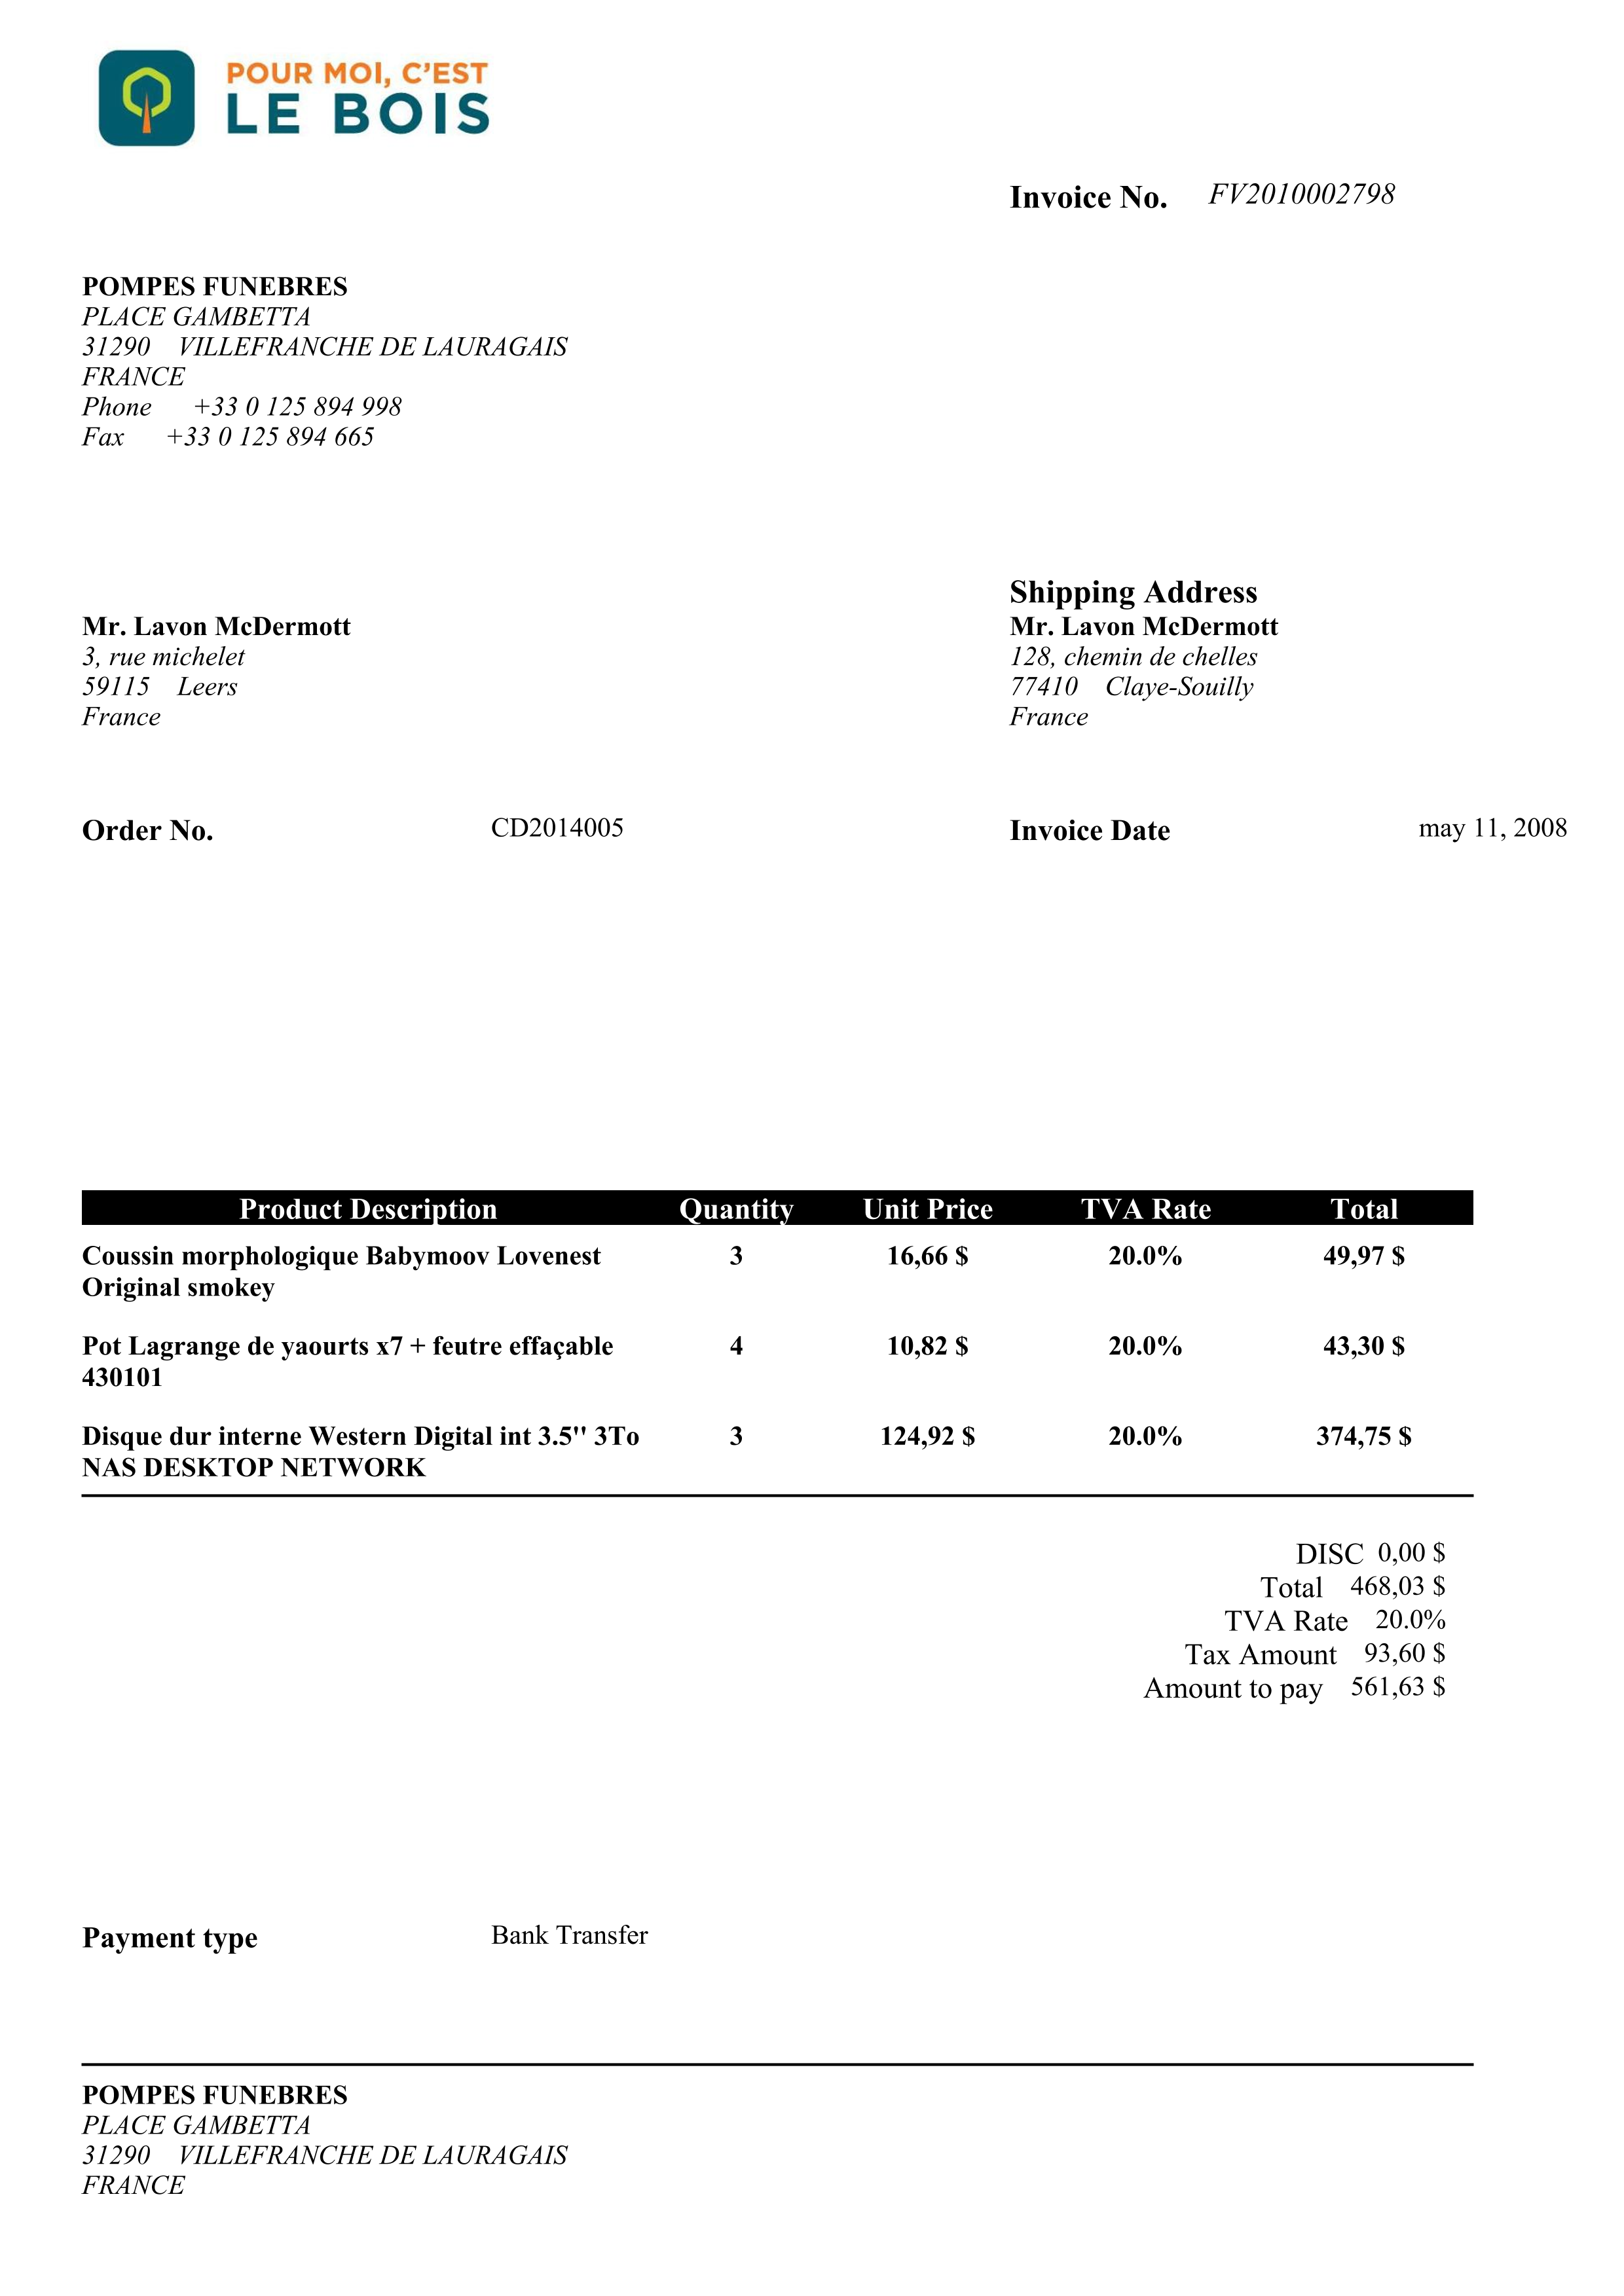 POUR MOI, C'EST
LE BOIS
Invoice No. FV2010002798
POMPES FUNEBRES
PLACE GAMBETTA
31290 VILLEFRANCHE DE LAURAGAIS
FRANCE
Phone +33 0 125 894 998
Fax +33 0 125 894 665
Shipping Address
Mr. Lavon McDermott
3, rue michelet
59115 Leers
France
Mr. Lavon McDermott
128, chemin de chelles
77410 Claye-Souilly
France
Order No. CD2014005
Invoice Date may 11, 2008
Product Description Quantity Unit Price TVA Rate Total
Coussin morphologique Babymoov Lovenest 3 16,66 $ 20.0% 49,97 $
Original smokey
Pot Lagrange de yaourts x7 + feutre effaçable 4 10,82 $ 20.0% 43,30 $
430101
Disque dur interne Western Digital int 3.5'' 3To 3 124,92 $ 20.0% 374,75 $
NAS DESKTOP NETWORK
DISC 0,00 $
Total 468,03 $
TVA Rate 20.0%
Tax Amount 93,60 $
Amount to pay 561,63 $
Payment type Bank Transfer
POMPES FUNEBRES
PLACE GAMBETTA
31290 VILLEFRANCHE DE LAURAGAIS
FRANCE